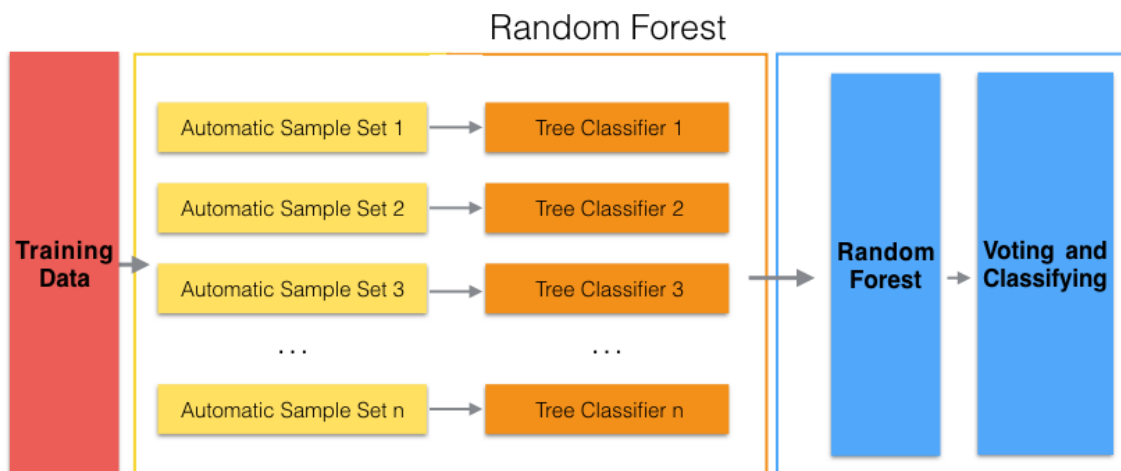 Random Forest
Training
Data
Automatic Sample Set 1
Tree Classifier 1
Automatic Sample Set 2
Tree Classifier 2
Automatic Sample Set 3
Tree Classifier 3
...
...
Automatic Sample Set n
Tree Classifier n
Random
Forest
Voting and
Classifying